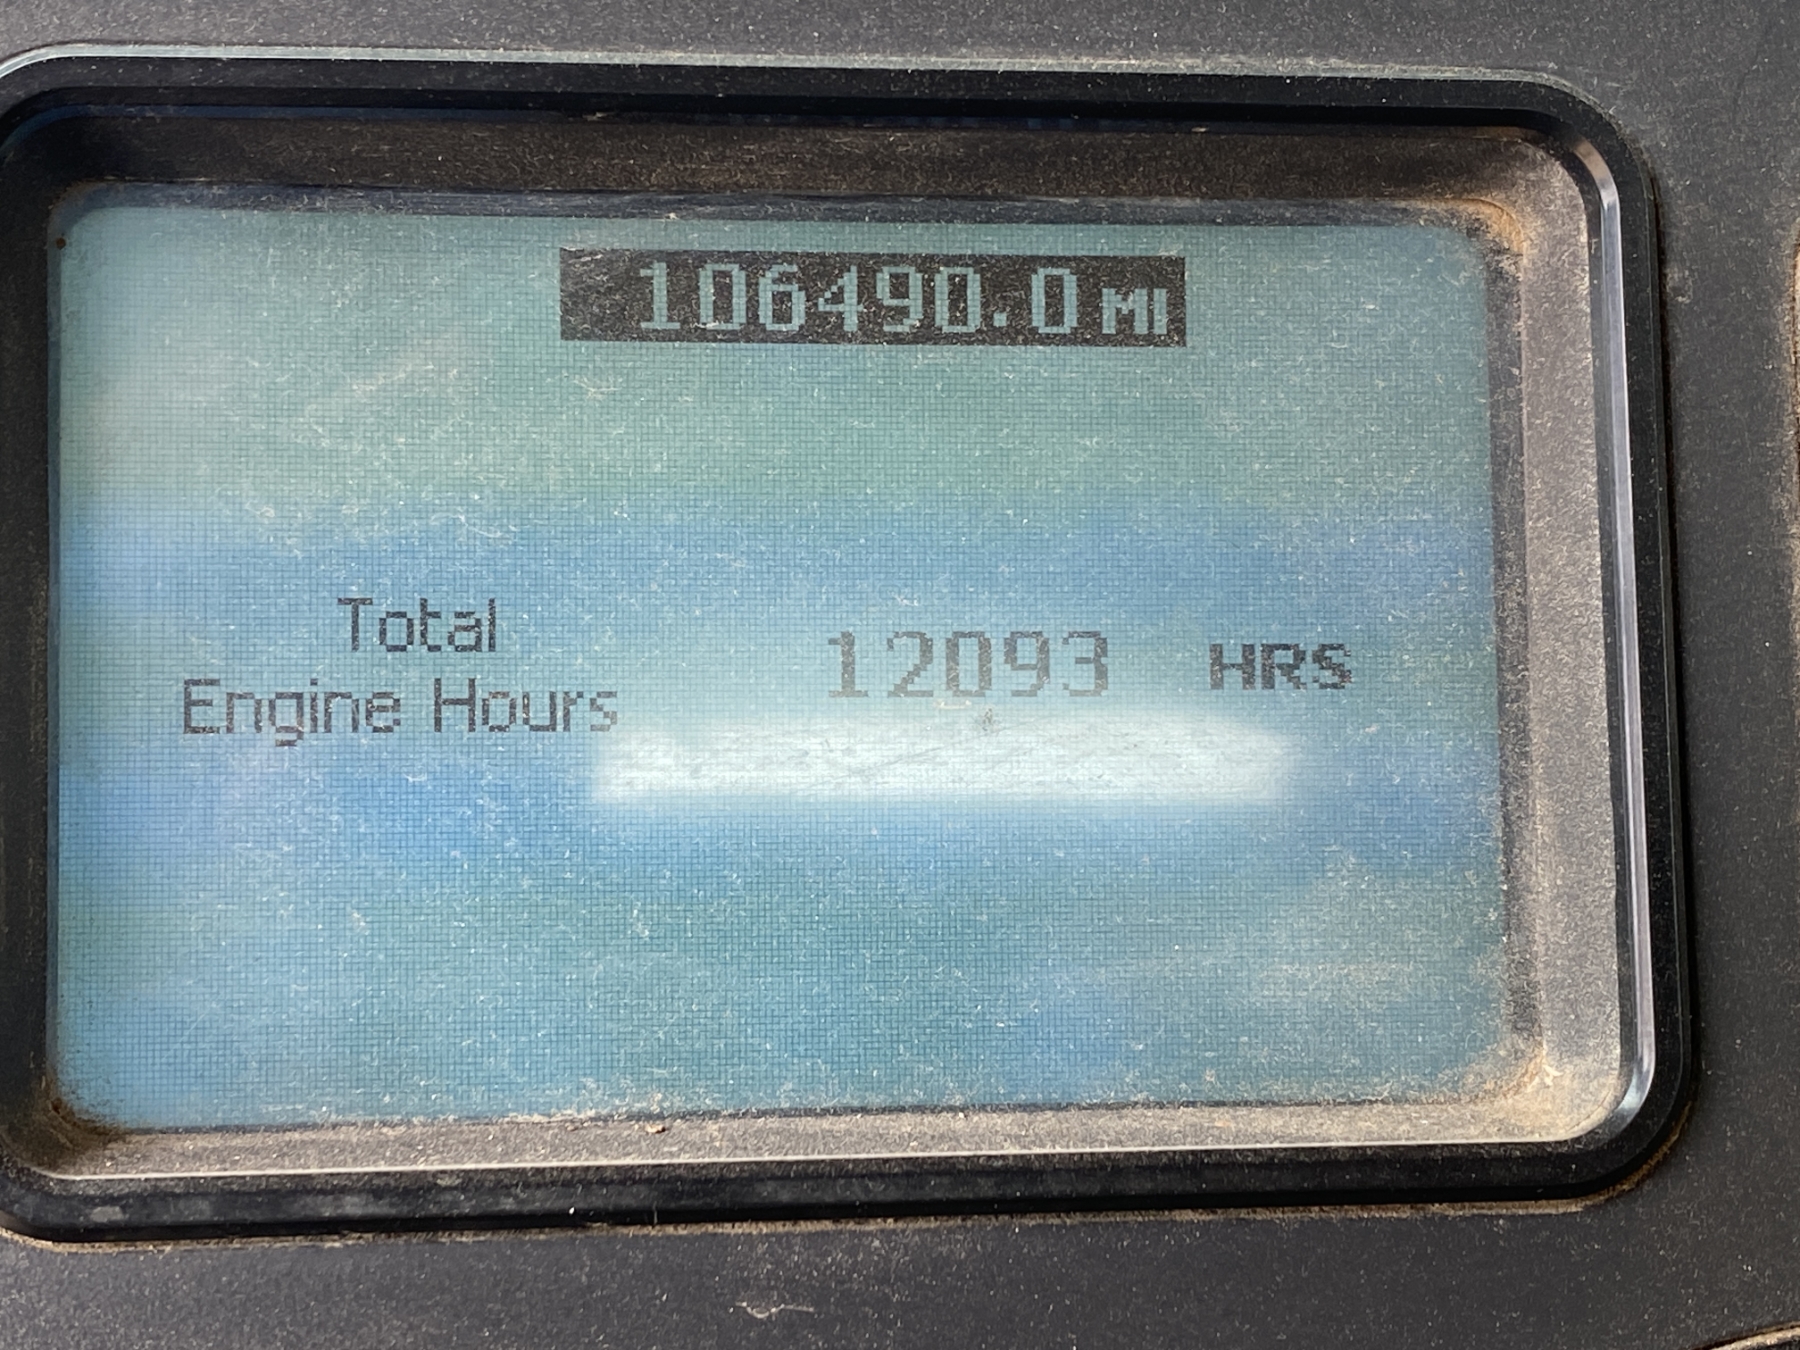 106490.0 MI
Total
Engine Hours
12093 HRS